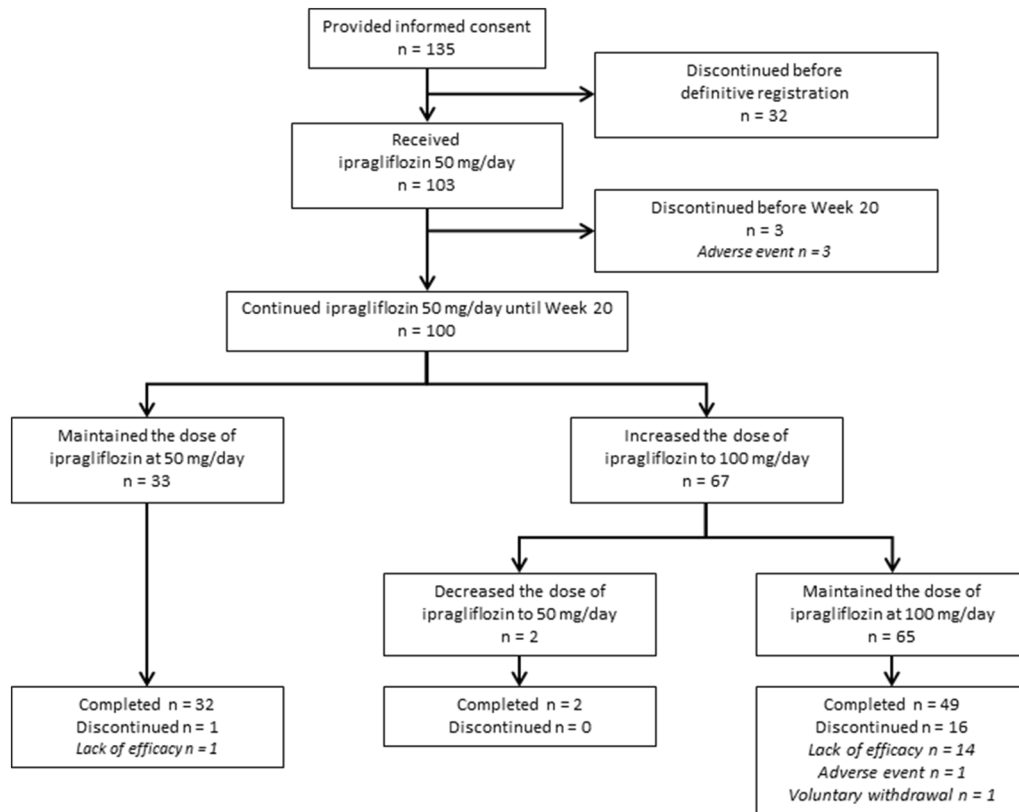 Provided informed consent
n = 135
Discontinued before
definitive registration
n = 32
Received
ipragliflozin 50 mg/day
n = 103
Discontinued before Week 20
n = 3
Adverse event n = 3
Continued ipragliflozin 50 mg/day until Week 20
n = 100
Maintained the dose of
ipragliflozin at 50 mg/day
n = 33
Increased the dose of
ipragliflozin to 100 mg/day
n = 67
Decreased the dose of
ipragliflozin to 50 mg/day
n = 2
Maintained the dose of
ipragliflozin at 100 mg/day
n = 65
Completed n = 32
Discontinued n = 1
Lack of efficacy n = 1
Completed n = 2
Discontinued n = 0
Completed n = 49
Discontinued n = 16
Lack of efficacy n = 14
Adverse event n = 1
Voluntary withdrawal n = 1